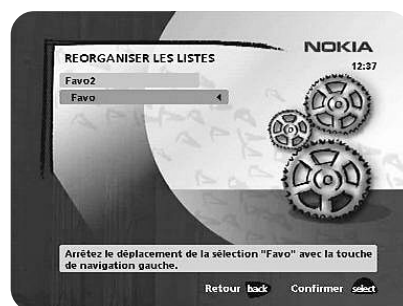 NOKIA
REORGANISER LES LISTES
12:37
Favo2
Favo
Arrêtez le déplacement de la sélection "Favo" avec la touche
de navigation gauche.
Retour back Confirmer select